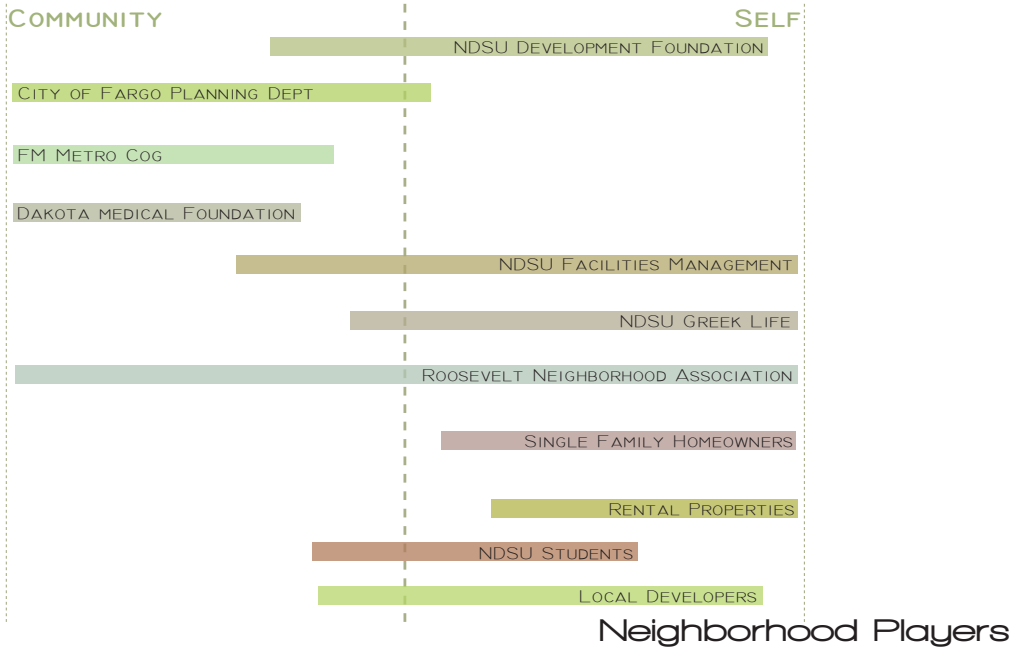 Community Self
NDSU Development Foundation
City of Fargo Planning Dept
FM Metro Cog
Dakota medical Foundation
NDSU Facilities Management
NDSU Greek Life
Roosevelt Neighborhood Association
Single Family Homeowners
Rental Properties
NDSU Students
Local Developers
Neighborhood Players